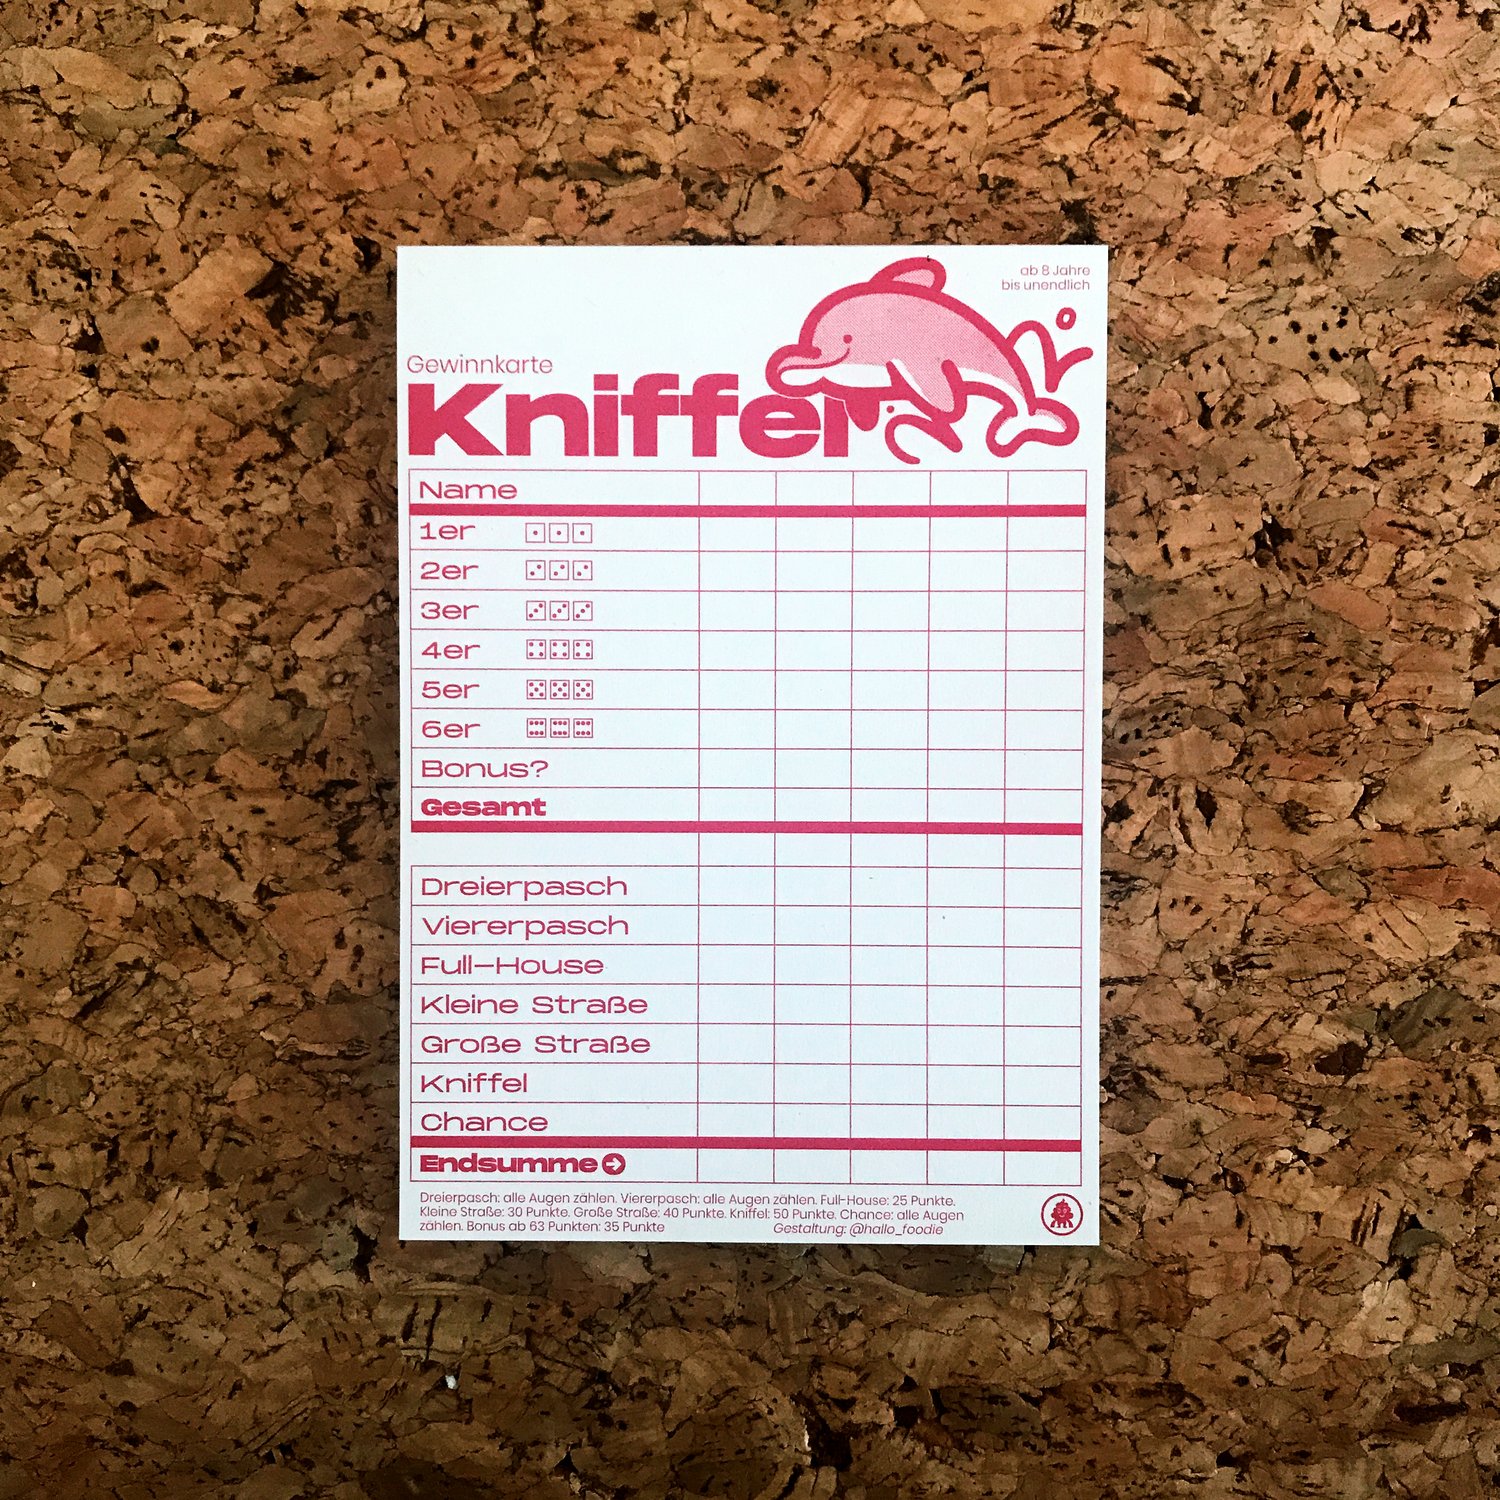 ab 8 Jahre
bis unendlich
Gewinnkarte
Kniffel
Name
1er
2er
3er
4er
5er
6er
Bonus?
Gesamt
Dreierpasch
Viererpasch
Full-House
Kleine Straße
Große Straße
Kniffel
Chance
Endsumme
Dreierpasch: alle Augen zählen. Viererpasch: alle Augen zählen. Full-House: 25 Punkte.
Kleine Straße: 30 Punkte. Große Straße: 40 Punkte. Kniffel: 50 Punkte. Chance: alle Augen
zählen. Bonus ab 63 Punkten: 35 Punkte Gestaltung: @hallo_foodie